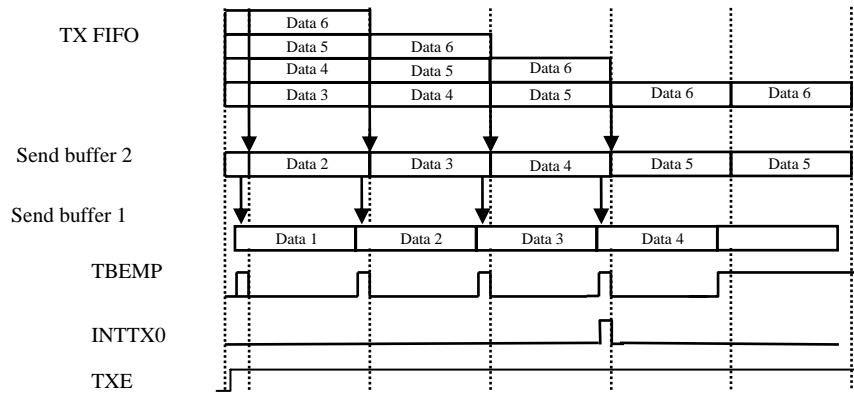 Data 6
TX FIFO
Data 5 Data 6
Data 4 Data 5 Data 6
Data 3 Data 4 Data 5 Data 6 Data 6
Send buffer 2
Data 2 Data 3 Data 4 Data 5 Data 5
Send buffer 1
Data 1 Data 2 Data 3 Data 4
TBEMP
INTTX0
TXE